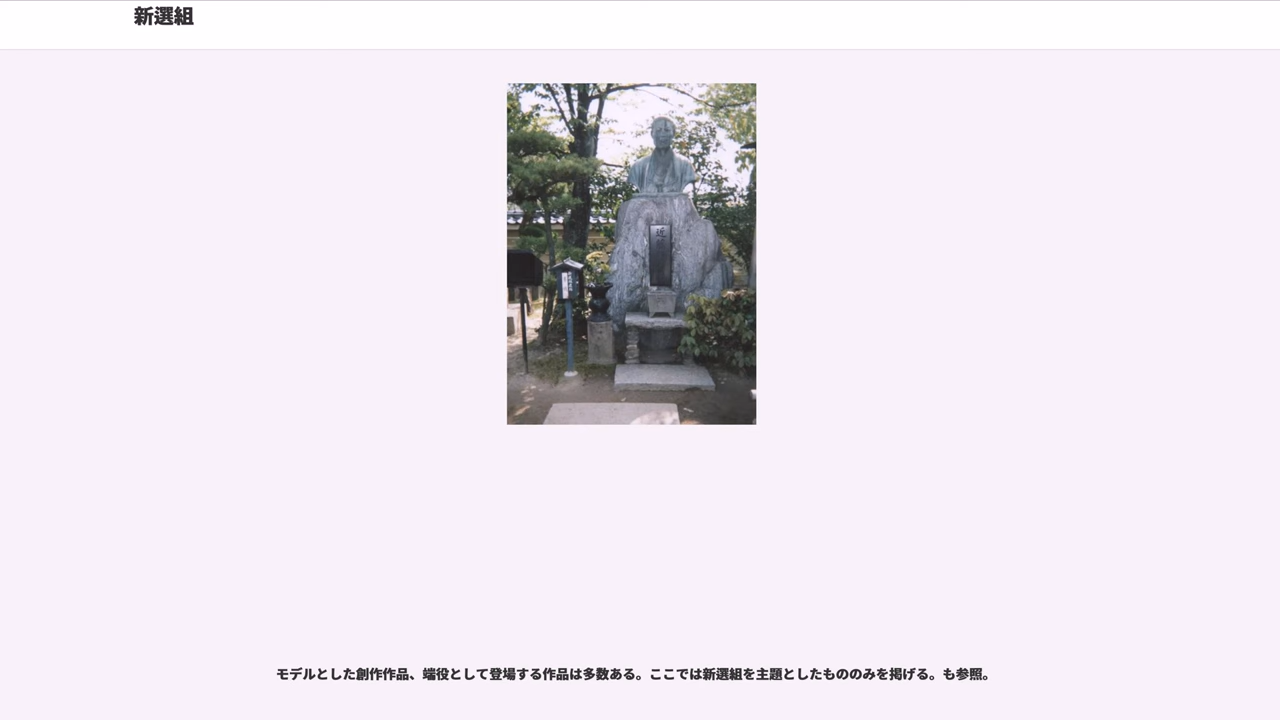 新選組
近
モデルとした創作作品、端役として登場する作品は多数ある。ここでは新選組を主題としたもののみを掲げる。も参照。